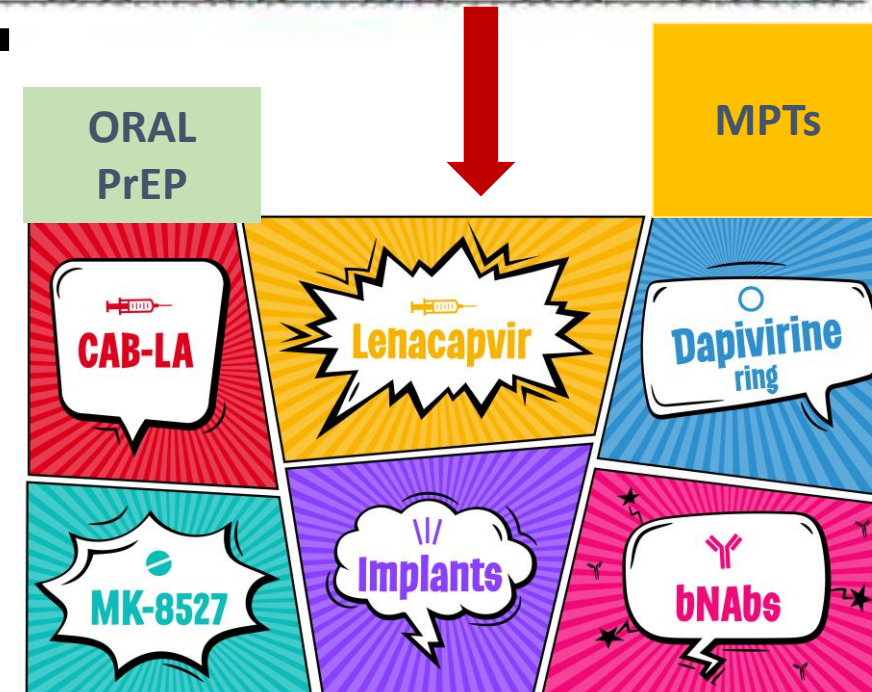 ORAL
PrEP
MPTs
CAB-LA
Lenacapvir
Dapivirine
ring
MK-8527
Implants
bNAbs